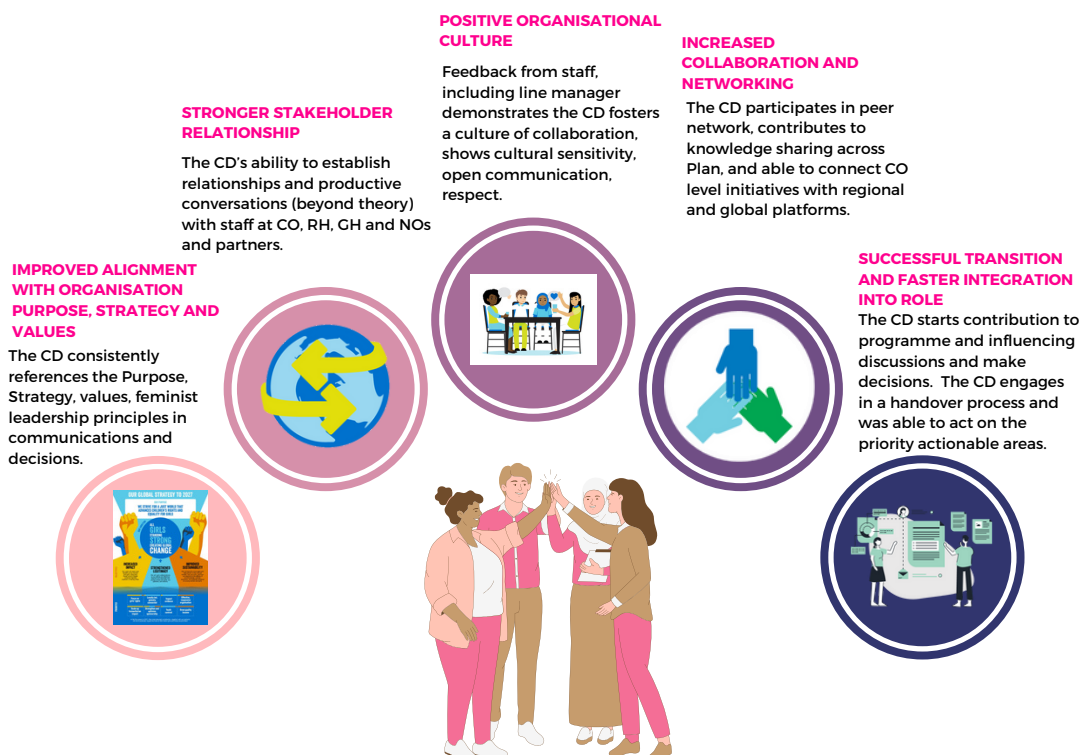 IMPROVED ALIGNMENT
WITH ORGANISATION
PURPOSE, STRATEGY AND
VALUES
The CD consistently
references the Purpose,
Strategy, values, feminist
leadership principles in
communications and
decisions.
STRONGER STAKEHOLDER
RELATIONSHIP
The CD's ability to establish
relationships and productive
conversations (beyond theory)
with staff at CO, RH, GH and NOs
and partners.
POSITIVE ORGANISATIONAL
CULTURE
Feedback from staff,
including line manager
demonstrates the CD fosters
a culture of collaboration,
shows cultural sensitivity,
open communication,
respect.
INCREASED
COLLABORATION AND
NETWORKING
The CD participates in peer
network, contributes to
knowledge sharing across
Plan, and able to connect CO
level initiatives with regional
and global platforms.
SUCCESSFUL TRANSITION
AND FASTER INTEGRATION
INTO ROLE
The CD starts contribution to
programme and influencing
discussions and make
decisions.  The CD engages
in a handover process and
was able to act on the
priority actionable areas.
OUR GLOBAL STRATEGY TO 2027
GIRLS
STANDING
STRONG
CREATING GLOBAL
CHANGE